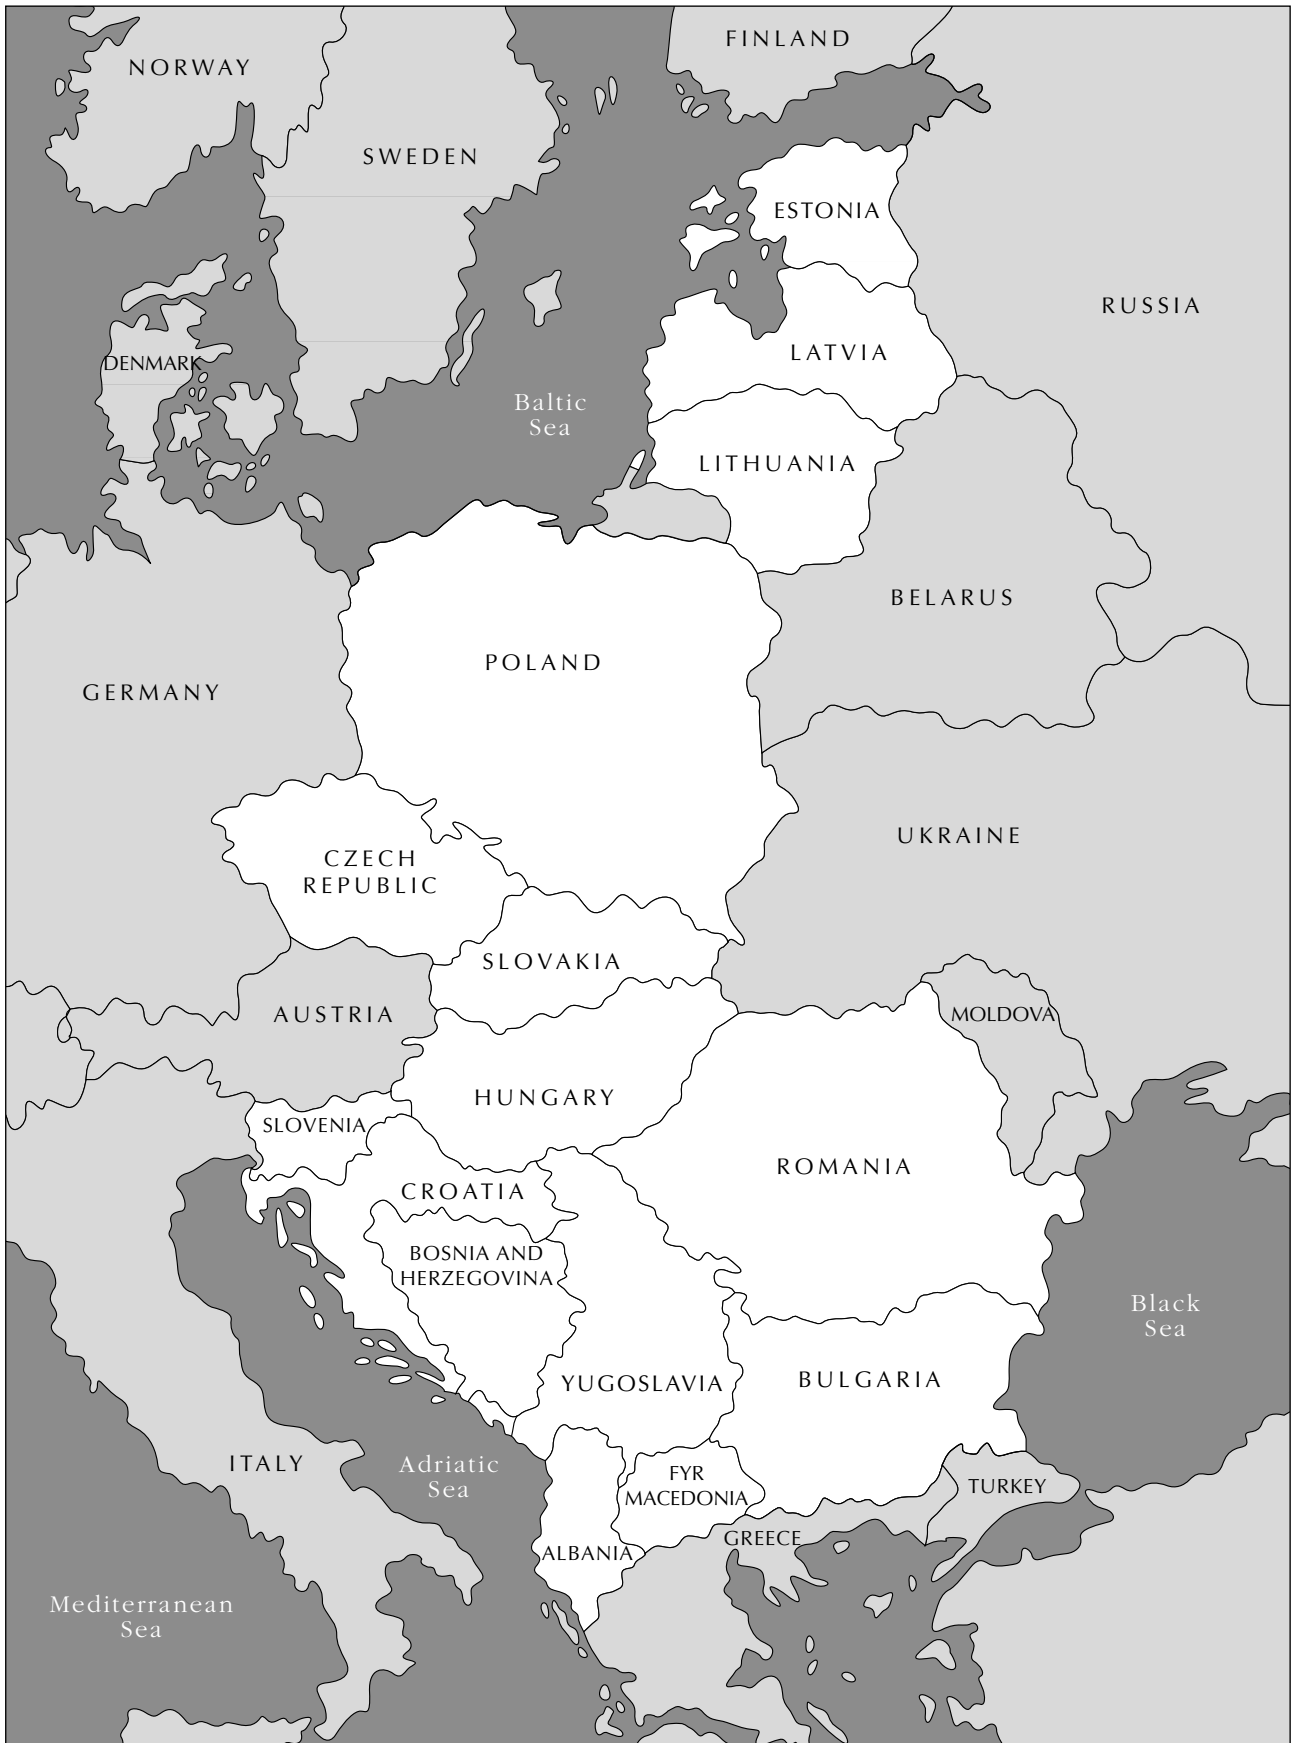 FINLAND
NORWAY
SWEDEN
ESTONIA
RUSSIA
LATVIA
DENMARK
Baltic
Sea
LITHUANIA
BELARUS
POLAND
GERMANY
UKRAINE
CZECH
REPUBLIC
SLOVAKIA
AUSTRIA
MOLDOVA
HUNGARY
SLOVENIA
ROMANIA
CROATIA
BOSNIA AND
HERZEGOVINA
Black
Sea
YUGOSLAVIA
BULGARIA
ITALY
Adriatic
Sea
FYR
MACEDONIA
TURKEY
GREECE
ALBANIA
Mediterranean
Sea